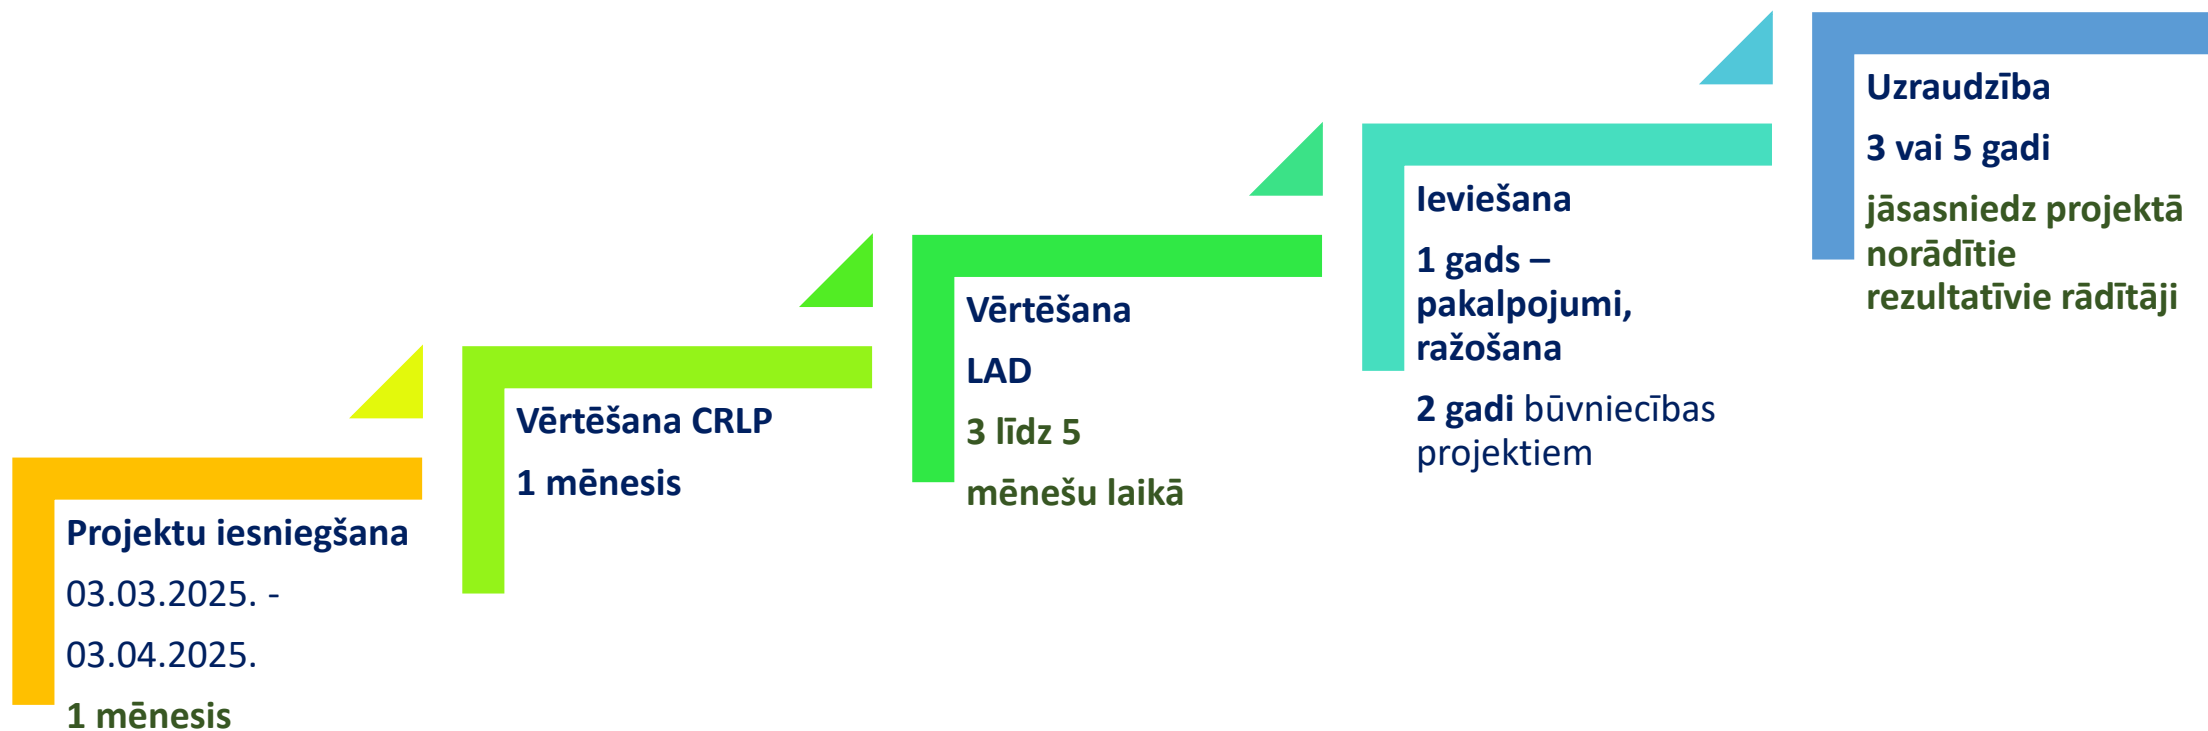 Projektu iesniegšana
03.03.2025. -
03.04.2025.
1 mēnesis
Vērtēšana CRLP
1 mēnesis
Vērtēšana
LAD
3 līdz 5
mēnešu laikā
Ieviešana
1 gads –
pakalpojumi,
ražošana
2 gadi būvniecības
projektiem
Uzraudzība
3 vai 5 gadi
jāsasniedz projektā
norādītie
rezultatīvie rādītāji